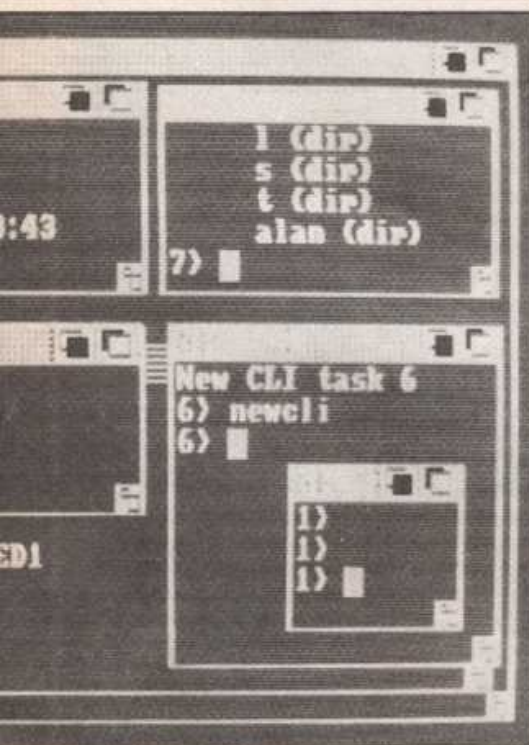 l (dir)
s (dir)
t (dir)
:43
alan (dir)
7>
New CLI task 6
6> newcli
6>
1>
1>
ED1
1>